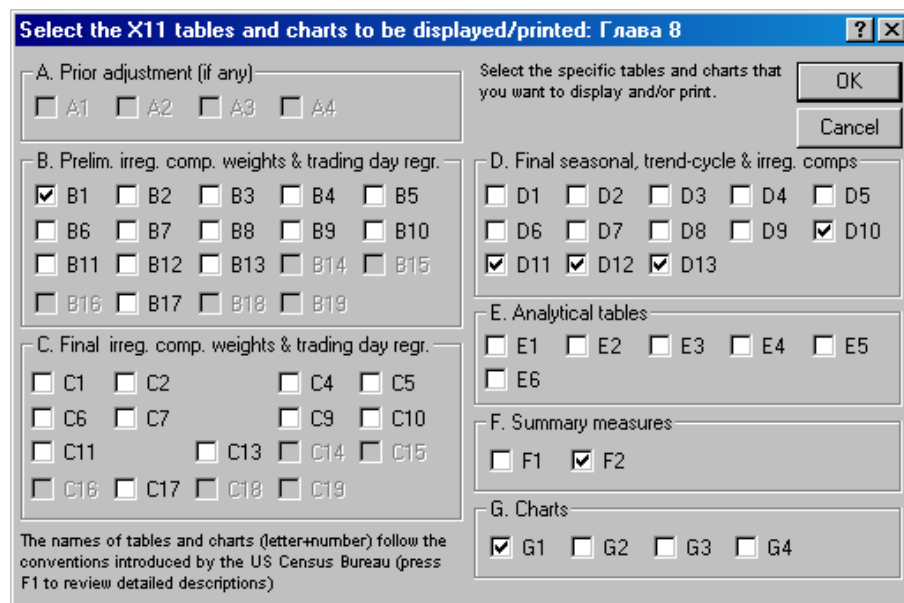 Select the X11 tables and charts to be displayed/printed: Глава 8
A. Prior adjustment (if any)
A1 A2 A3 A4
Select the specific tables and charts that
you want to display and/or print.
OK
Cancel
B. Prelim. irreg. comp. weights & trading day regr.
B1 B2 B3 B4 B5
B6 B7 B8 B9 B10
B11 B12 B13 B14 B15
B16 B17 B18 B19
C. Final irreg. comp. weights & trading day regr.
C1 C2 C4 C5
C6 C7 C9 C10
C11 C13 C14 C15
C16 C17 C18 C19
The names of tables and charts (letter+number) follow the
conventions introduced by the US Census Bureau (press
F1 to review detailed descriptions)
D. Final seasonal, trend-cycle & irreg. comps
D1 D2 D3 D4 D5
D6 D7 D8 D9 D10
D11 D12 D13
E. Analytical tables
E1 E2 E3 E4 E5
E6
F. Summary measures
F1 F2
G. Charts
G1 G2 G3 G4